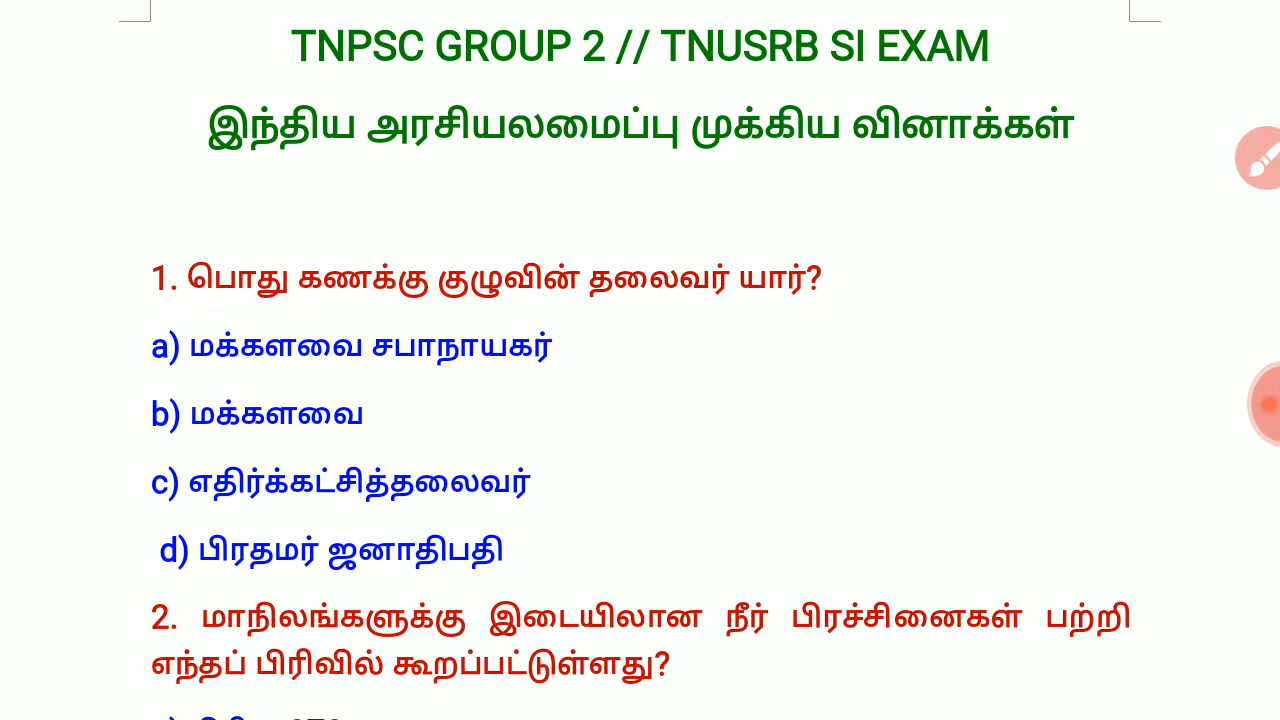 TNPSC GROUP 2 // TNUSRB SI EXAM
இந்திய அரசியலமைப்பு முக்கிய வினாக்கள்
1. பொது கணக்கு குழுவின் தலைவர் யார்?
a) மக்களவை சபாநாயகர்
b) மக்களவை
c) எதிர்க்கட்சித்தலைவர்
d) பிரதமர் ஜனாதிபதி
2. மாநிலங்களுக்கு இடையிலான நீர் பிரச்சினைகள் பற்றி
எந்தப் பிரிவில் கூறப்பட்டுள்ளது?